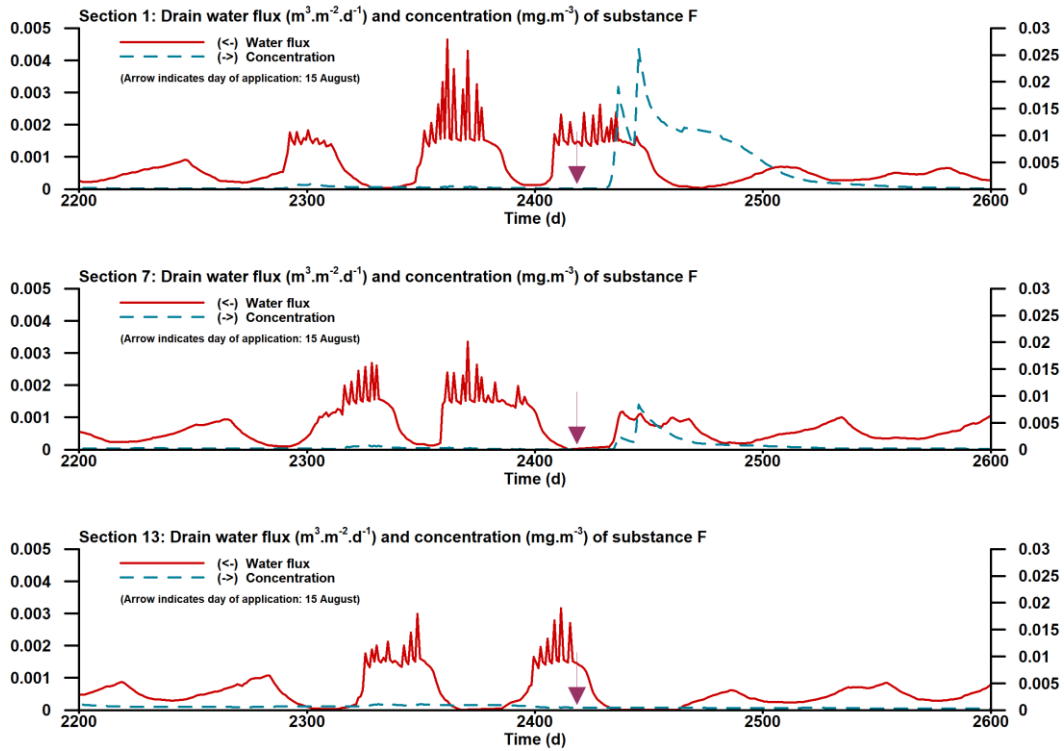 Section 1: Drain water flux (m³.m⁻².d⁻¹) and concentration (mg.m⁻³) of substance F
0.005 0.03
(<-) Water flux
0.004 (->) Concentration 0.025
0.02
(Arrow indicates day of application: 15 August)
0.003
0.015
0.002
0.01
0.001 0.005
0 0
2200 2300 2400 2500 2600
Time (d)
Section 7: Drain water flux (m³.m⁻².d⁻¹) and concentration (mg.m⁻³) of substance F
0.005 0.03
(<-) Water flux
0.004 (->) Concentration 0.025
0.02
(Arrow indicates day of application: 15 August)
0.003
0.015
0.002
0.01
0.001 0.005
0 0
2200 2300 2400 2500 2600
Time (d)
Section 13: Drain water flux (m³.m⁻².d⁻¹) and concentration (mg.m⁻³) of substance F
0.005 0.03
(<-) Water flux
0.004 (->) Concentration 0.025
0.02
(Arrow indicates day of application: 15 August)
0.003
0.015
0.002
0.01
0.001 0.005
0 0
2200 2300 2400 2500 2600
Time (d)